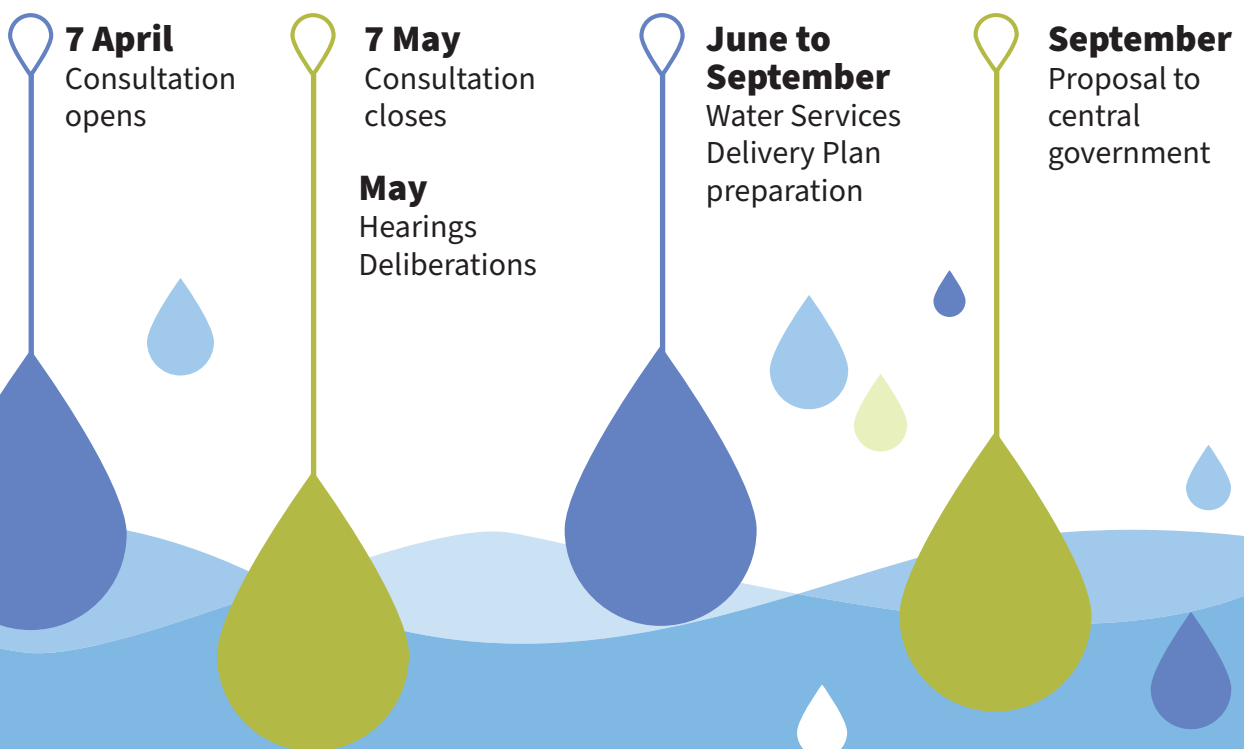 7 April
Consultation
opens
7 May
Consultation
closes
May
Hearings
Deliberations
June to
September
Water Services
Delivery Plan
preparation
September
Proposal to
central
government